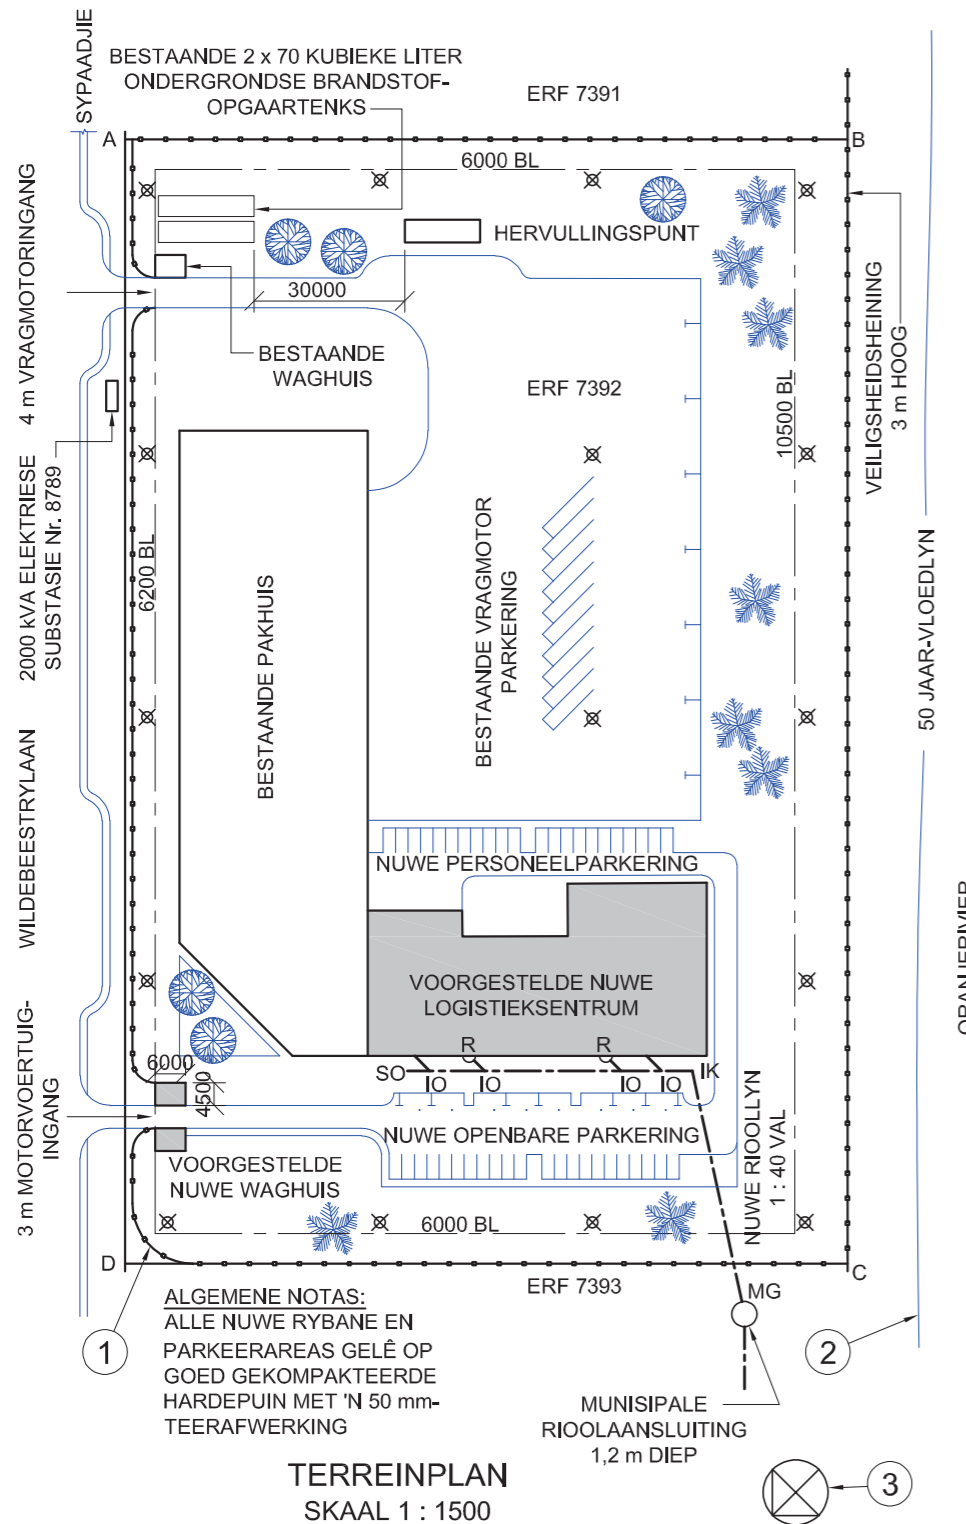 SYPAADJIE
BESTAANDE 2 x 70 KUBIEKE LITER
ONDERGRONDSE BRANDSTOF-
OPGAARTENKS
ERF 7391
A
B
6000 BL
HERVULLINGSPUNT
30000
4 m VRAGMOTORINGANG
BESTAANDE
WAGHUIS
ERF 7392
VEILIGSHEIDSHEINING
3 m HOOG
10500 BL
2000 KVA ELEKTRIESE
SUBSTASIE Nr. 8789
6200 BL
BESTAANDE PAKHUIS
BESTAANDE VRAGMOTOR
PARKERING
50 JAAR-VLOEDLYN
WILDEBEESTRYLAAN
NUWE PERSONEELPARKERING
ORANJERIVIER
VOORGESTELDE NUWE
LOGISTIEKSENTRUM
R
R
SO
IO
IO
IO
IO
IK
6000
4500
3 m MOTORVOERTUIG-
INGANG
NUWE OPENBARE PARKERING
NUWE RIOOLLYN
1 : 40 VAL
VOORGESTELDE
NUWE WAGHUIS
6000 BL
D
C
ERF 7393
MG
1
2
ALGEMENE NOTAS:
ALLE NUWE RYBANE EN
PARKEERAREAS GELÊ OP
GOED GEKOMPAKTEERDE
HARDEPUIN MET 'N 50 mm-
TEERAFWERKING
MUNISIPALE
RIOOLAANSLUITING
1,2 m DIEP
TERREINPLAN
SKAAL 1 : 1500
3